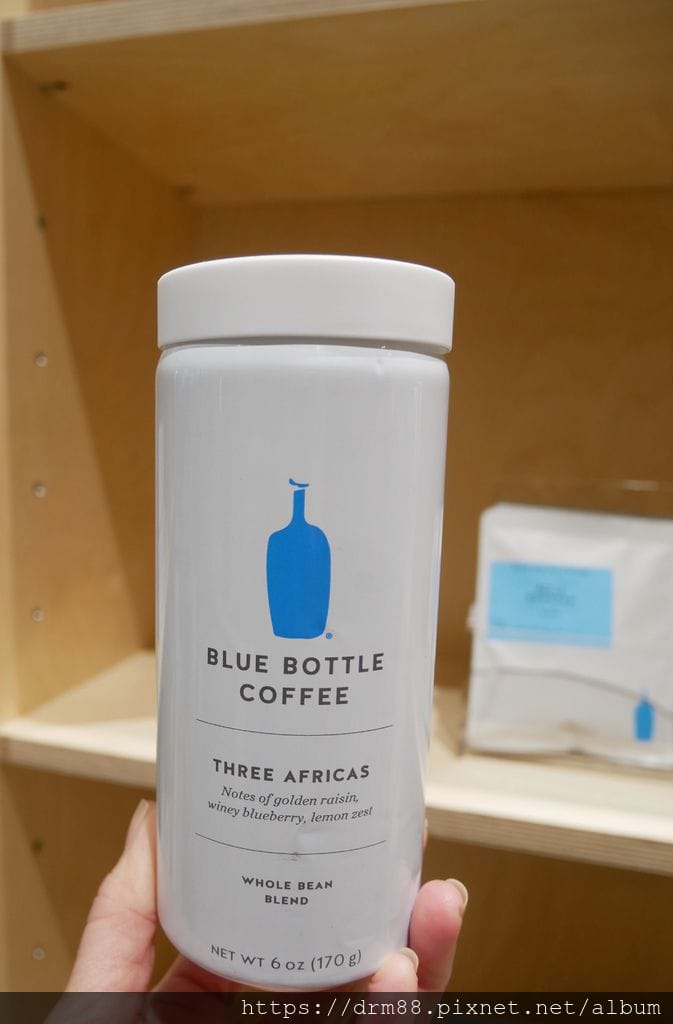 BLUE BOTTLE
COFFEE
THREE AFRICAS
Notes of golden raisin,
winey blueberry, lemon zest
WHOLE BEAN
BLEND
NET WT 6 oz (170 g)
https://drm88.pixnet.net/album